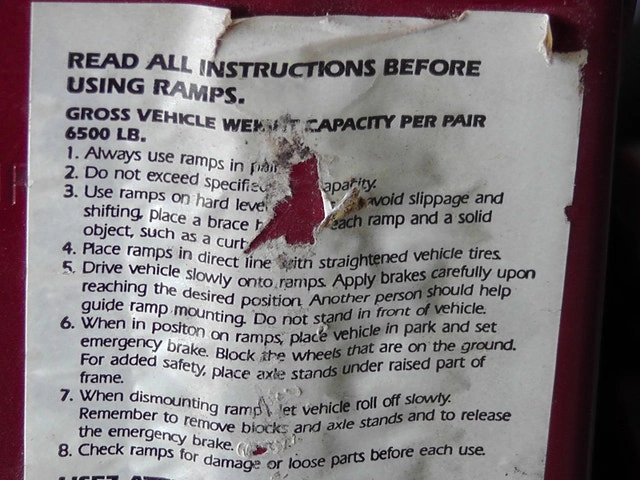 READ ALL INSTRUCTIONS BEFORE
USING RAMPS.
GROSS VEHICLE WEIGHT CAPACITY PER PAIR
6500 LB.
1. Always use ramps in pair
2. Do not exceed specified capacity.
3. Use ramps on hard level avoid slippage and
shifting, place a brace each ramp and a solid
object, such as a curb
4. Place ramps in direct line with straightened vehicle tires.
5. Drive vehicle slowly onto ramps. Apply brakes carefully upon
reaching the desired position. Another person should help
guide ramp mounting. Do not stand in front of vehicle.
6. When in positon on ramps, place vehicle in park and set
emergency brake. Block the wheels that are on the ground.
For added safety, place axle stands under raised part of
frame.
7. When dismounting ramp let vehicle roll off slowly.
Remember to remove blocks and axle stands and to release
the emergency brake.
8. Check ramps for damage or loose parts before each use.